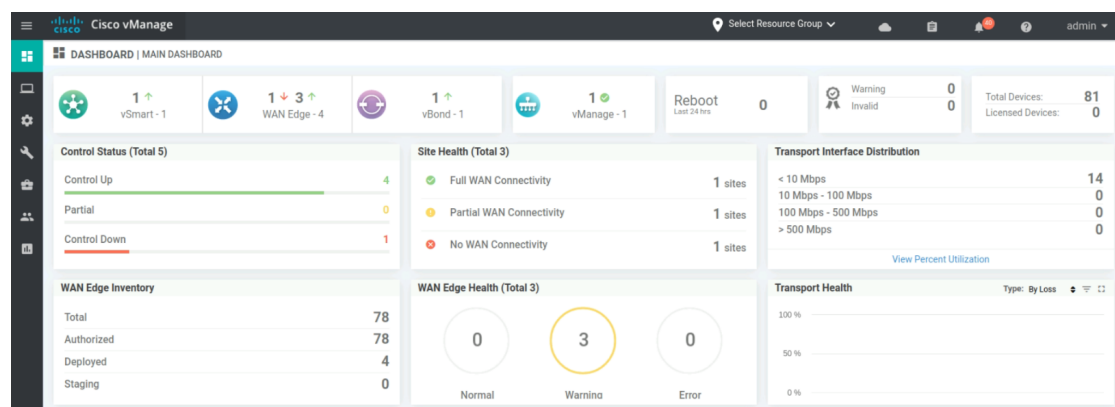 cisco Cisco vManage Select Resource Group admin
DASHBOARD | MAIN DASHBOARD
1
vSmart - 1
1 3
WAN Edge - 4
1
vBond - 1
1
vManage - 1
Reboot 0
Last 24 hrs
Warning 0
Invalid 0
Total Devices: 81
Licensed Devices: 0
Control Status (Total 5)
Control Up 4
Partial 0
Control Down 1
Site Health (Total 3)
Full WAN Connectivity 1 sites
Partial WAN Connectivity 1 sites
No WAN Connectivity 1 sites
Transport Interface Distribution
< 10 Mbps 14
10 Mbps - 100 Mbps 0
100 Mbps - 500 Mbps 0
> 500 Mbps 0
View Percent Utilization
WAN Edge Inventory
Total 78
Authorized 78
Deployed 4
Staging 0
WAN Edge Health (Total 3)
0 3 0
Normal Warning Error
Transport Health Type: By Loss
100 %
50 %
0 %